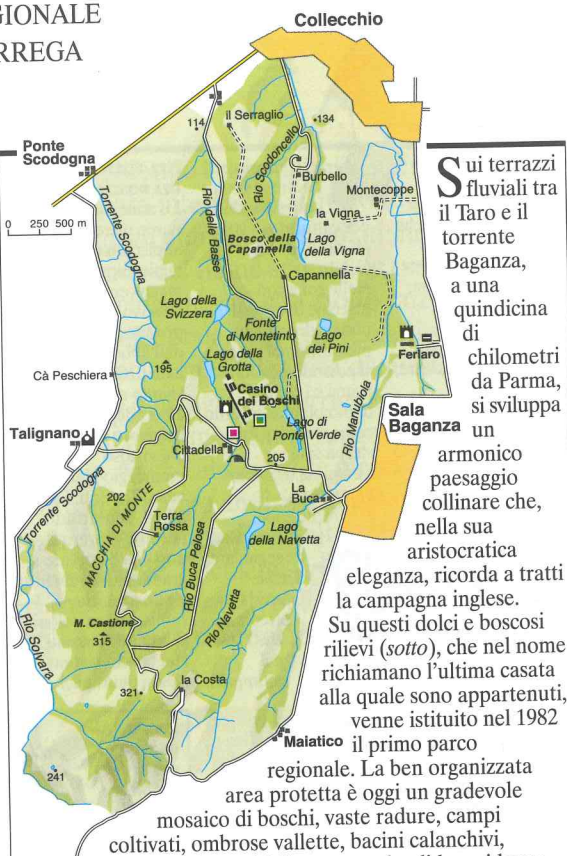 GIONALE
RREGA
Collecchio
il Serraglio
114
134
Ponte
Scodogna
Rio Scodoncello
Burbello
Montecoppe
0 250 500 m
Torrente Scodogna
Rio delle Basse
la Vigna
Bosco della
Capannella
Lago
della Vigna
Capannella
Lago della
Svizzera
Fonte
di Montetinto
Lago
dei Pini
Ferlaro
Lago della
Grotta
195
Cà Peschiera
Casino
dei Boschi
Rio Manubiola
Sala
Baganza
Lago di
Ponte Verde
Talignano
Cittadella
205
La
Buca
Torrente Scodogna
202
MACCHIA DI MONTE
Terra
Rossa
Rio Buca Pelosa
Lago
della Navetta
Rio Navetta
Rio Solvara
M. Castione
315
321
la Costa
Maiatico
241
Sui terrazzi
fluviali tra
il Taro e il
torrente
Baganza,
a una
quindicina
di
chilometri
da Parma,
si sviluppa
un
armonico
paesaggio
collinare che,
nella sua
aristocratica
eleganza, ricorda a tratti
la campagna inglese.
Su questi dolci e boscosi
rilievi (sotto), che nel nome
richiamano l'ultima casata
alla quale sono appartenuti,
venne istituito nel 1982
il primo parco
regionale. La ben organizzata
area protetta è oggi un gradevole
mosaico di boschi, vaste radure, campi
coltivati, ombrose vallette, bacini calanchivi,